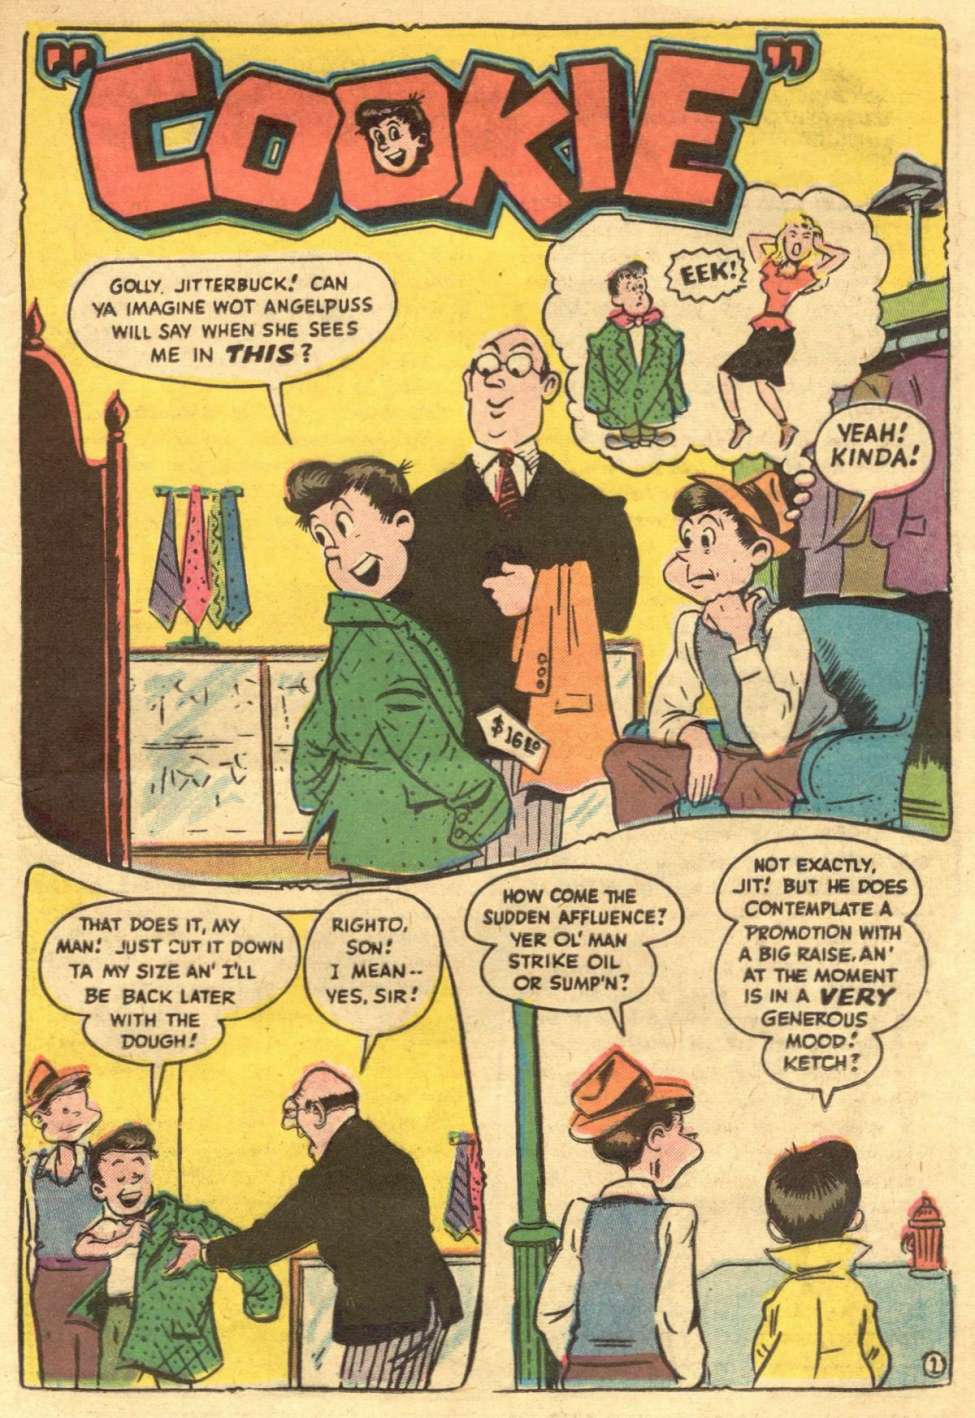 "COOKIE"
GOLLY, JITTERBUCK! CAN
YA IMAGINE WOT ANGELPUSS
WILL SAY WHEN SHE SEES
ME IN THIS?
EEK!
YEAH!
KINDA!
THAT DOES IT, MY
MAN! JUST CUT IT DOWN
TA MY SIZE AN' I'LL
BE BACK LATER
WITH THE
DOUGH!
RIGHTO,
SON!
I MEAN--
YES, SIR!
HOW COME THE
SUDDEN AFFLUENCE?
YER OL' MAN
STRIKE OIL
OR SUMP'N?
NOT EXACTLY,
JIT! BUT HE DOES
CONTEMPLATE A
PROMOTION WITH
A BIG RAISE, AN'
AT THE MOMENT
IS IN A VERY
GENEROUS
MOOD!
KETCH?
1